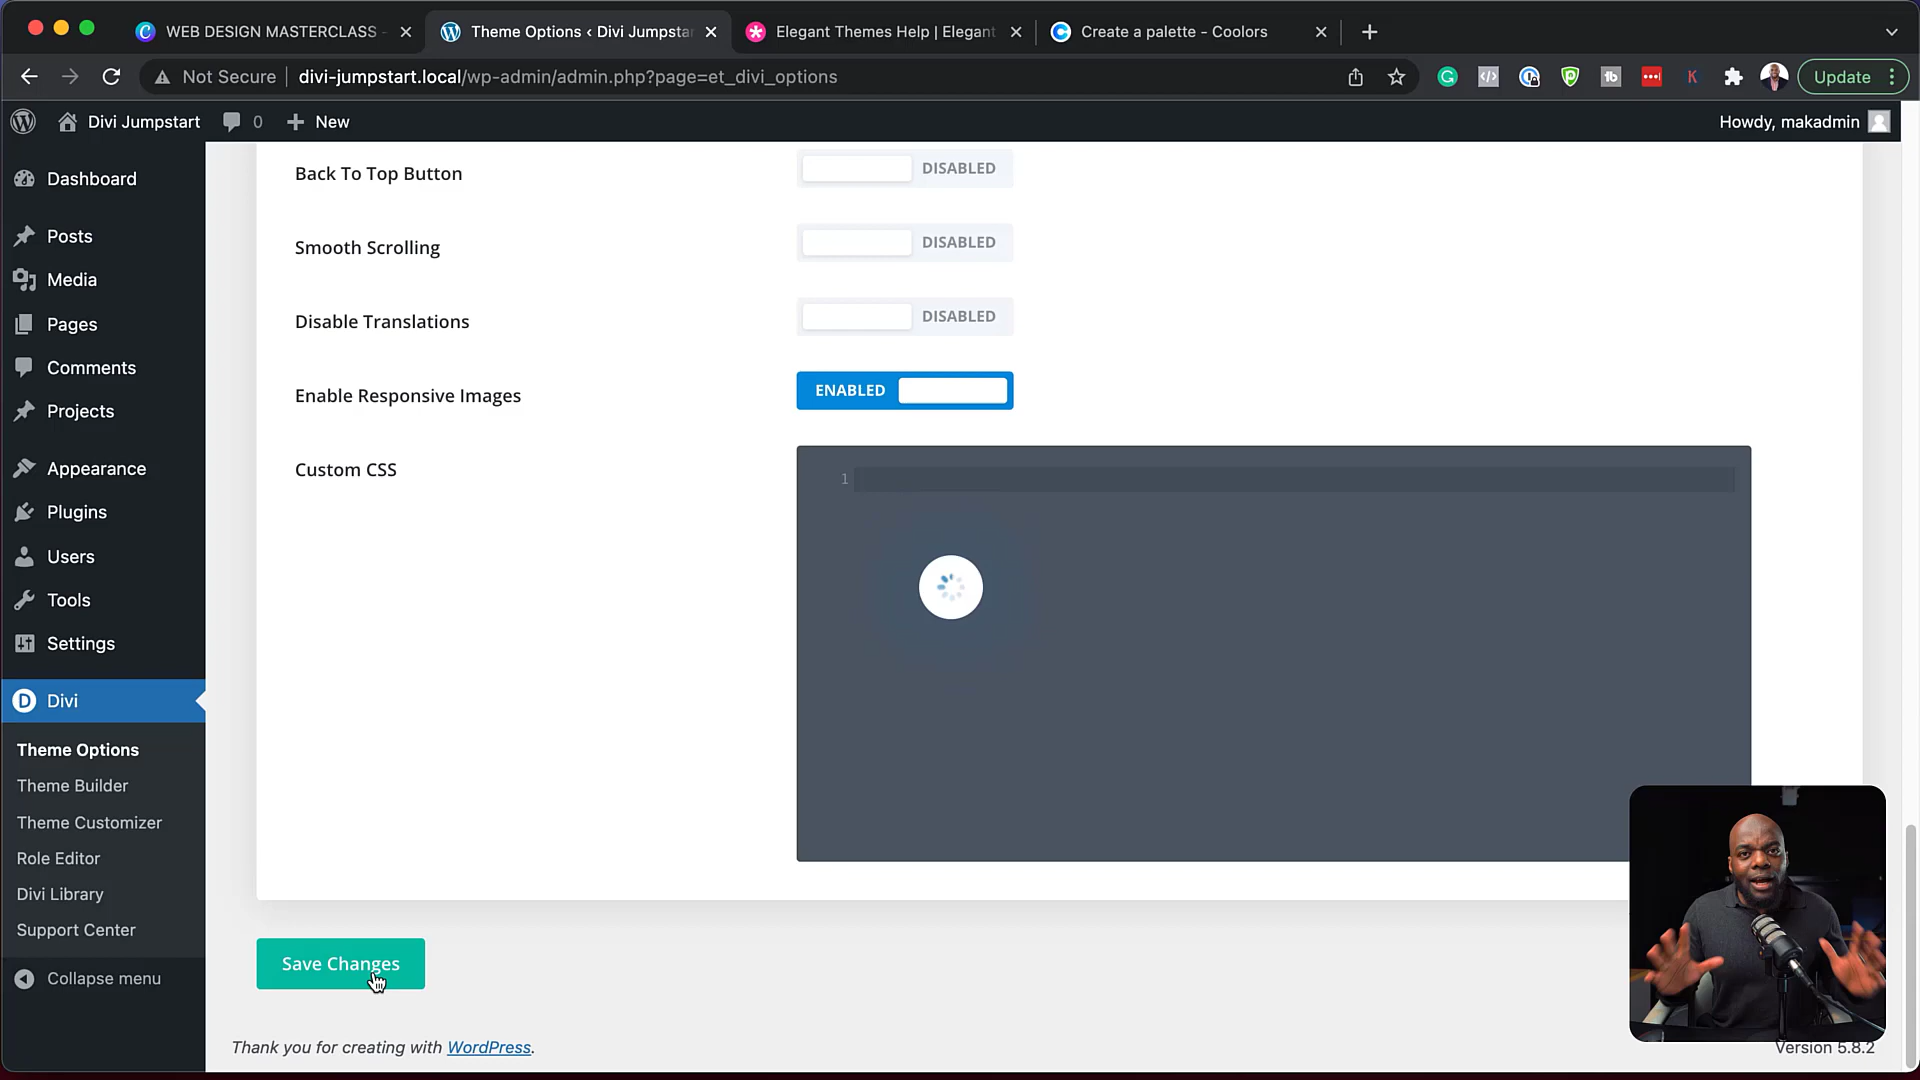 WEB DESIGN MASTERCLASS -
Theme Options ‹ Divi Jumpsta
Elegant Themes Help | Elegant
Create a palette - Coolors
Not Secure
divi-jumpstart.local/wp-admin/admin.php?page=et_divi_options
Update
Divi Jumpstart
0
New
Howdy, makadmin
Dashboard
Posts
Media
Pages
Comments
Projects
Appearance
Plugins
Users
Tools
Settings
Divi
Theme Options
Theme Builder
Theme Customizer
Role Editor
Divi Library
Support Center
Collapse menu
Back To Top Button
DISABLED
Smooth Scrolling
DISABLED
Disable Translations
DISABLED
Enable Responsive Images
ENABLED
Custom CSS
1
Save Changes
Thank you for creating with WordPress.
Version 5.8.2